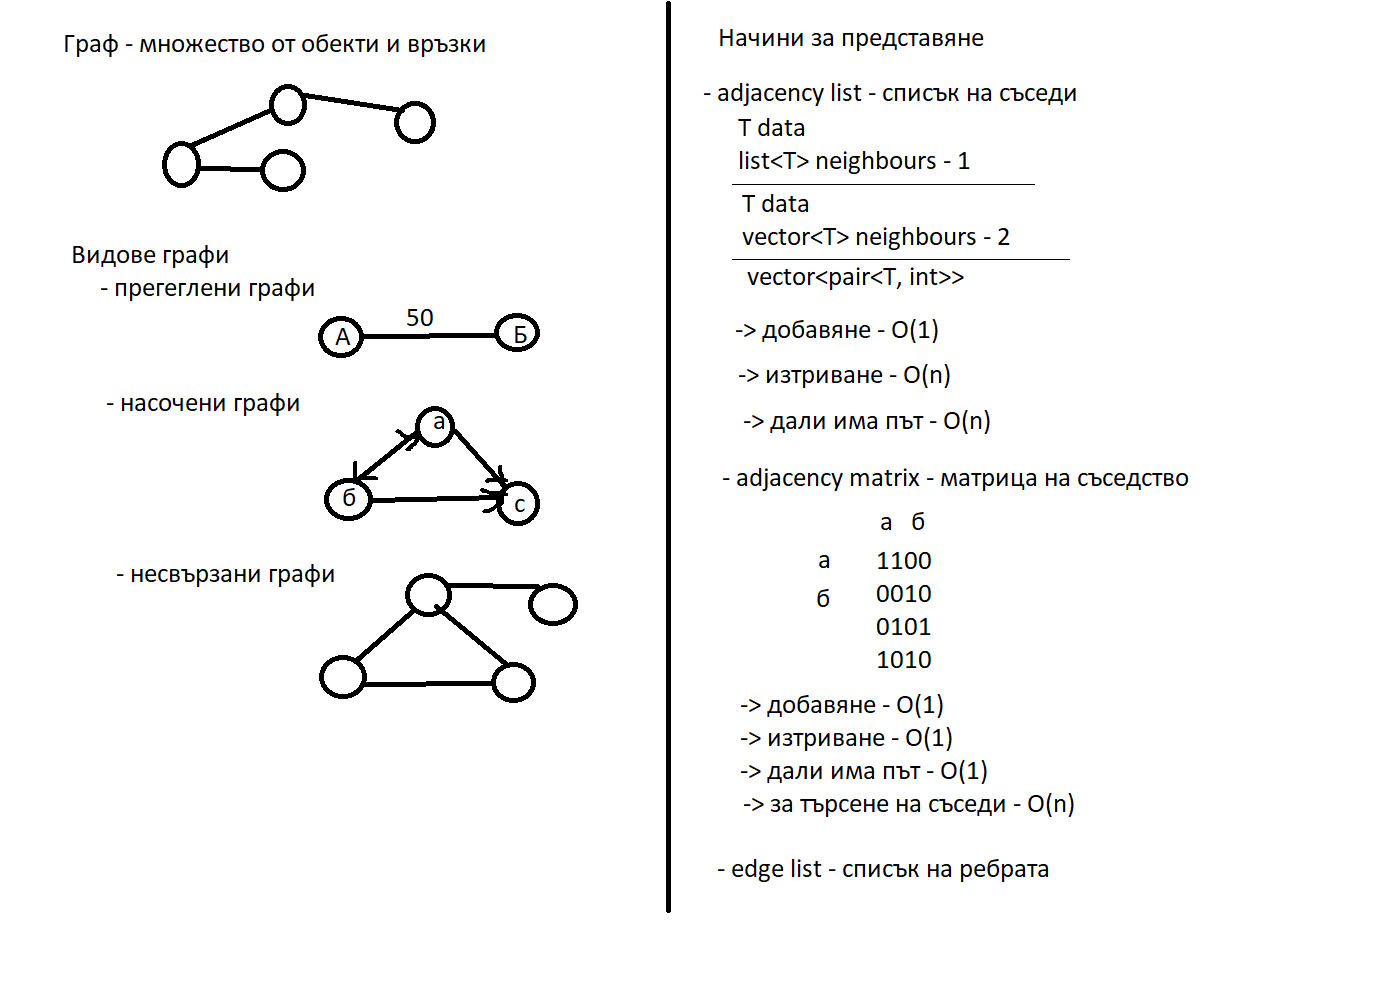 Граф - множество от обекти и връзки
Видове графи
- прегеглени графи
50
А
Б
- насочени графи
а
б
с
- несвързани графи
Начини за представяне
- adjacency list - списък на съседи
T data
list<T> neighbours - 1
T data
vector<T> neighbours - 2
vector<pair<T, int>>
-> добавяне - O(1)
-> изтриване - O(n)
-> дали има път - O(n)
- adjacency matrix - матрица на съседство
а б
а 1100
б 0010
0101
1010
-> добавяне - O(1)
-> изтриване - O(1)
-> дали има път - O(1)
-> за търсене на съседи - O(n)
- edge list - списък на ребрата